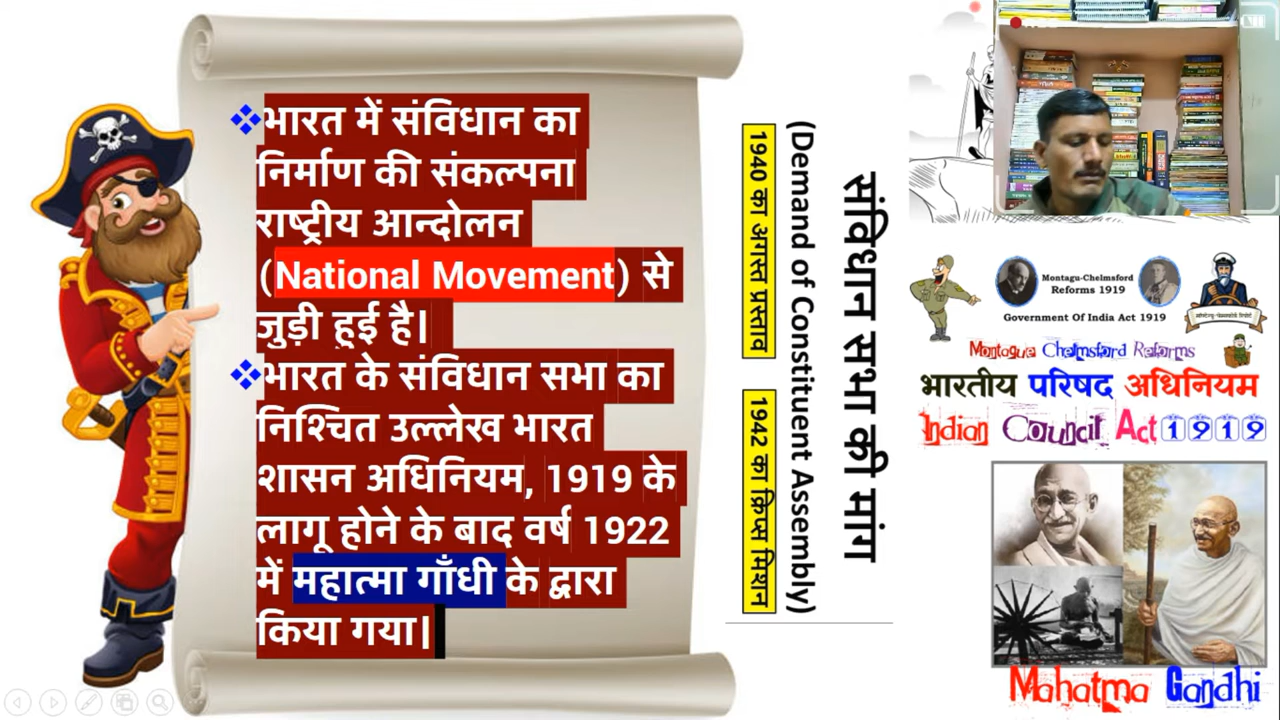 भारत में संविधान का
निर्माण की संकल्पना
राष्ट्रीय आन्दोलन
(National Movement) से
जुड़ी हुई है।
भारत के संविधान सभा का
निश्चित उल्लेख भारत
शासन अधिनियम, 1919 के
लागू होने के बाद वर्ष 1922
में महात्मा गाँधी के द्वारा
किया गया।
संविधान सभा की मांग
(Demand of Constituent Assembly)
1940 का अगस्त प्रस्ताव
1942 का क्रिप्स मिशन
Montagu-Chelmsford
Reforms 1919
Government Of India Act 1919
Montague Chelmsford Reforms
भारतीय परिषद अधिनियम
Indian Council Act 1919
Mahatma Gandhi